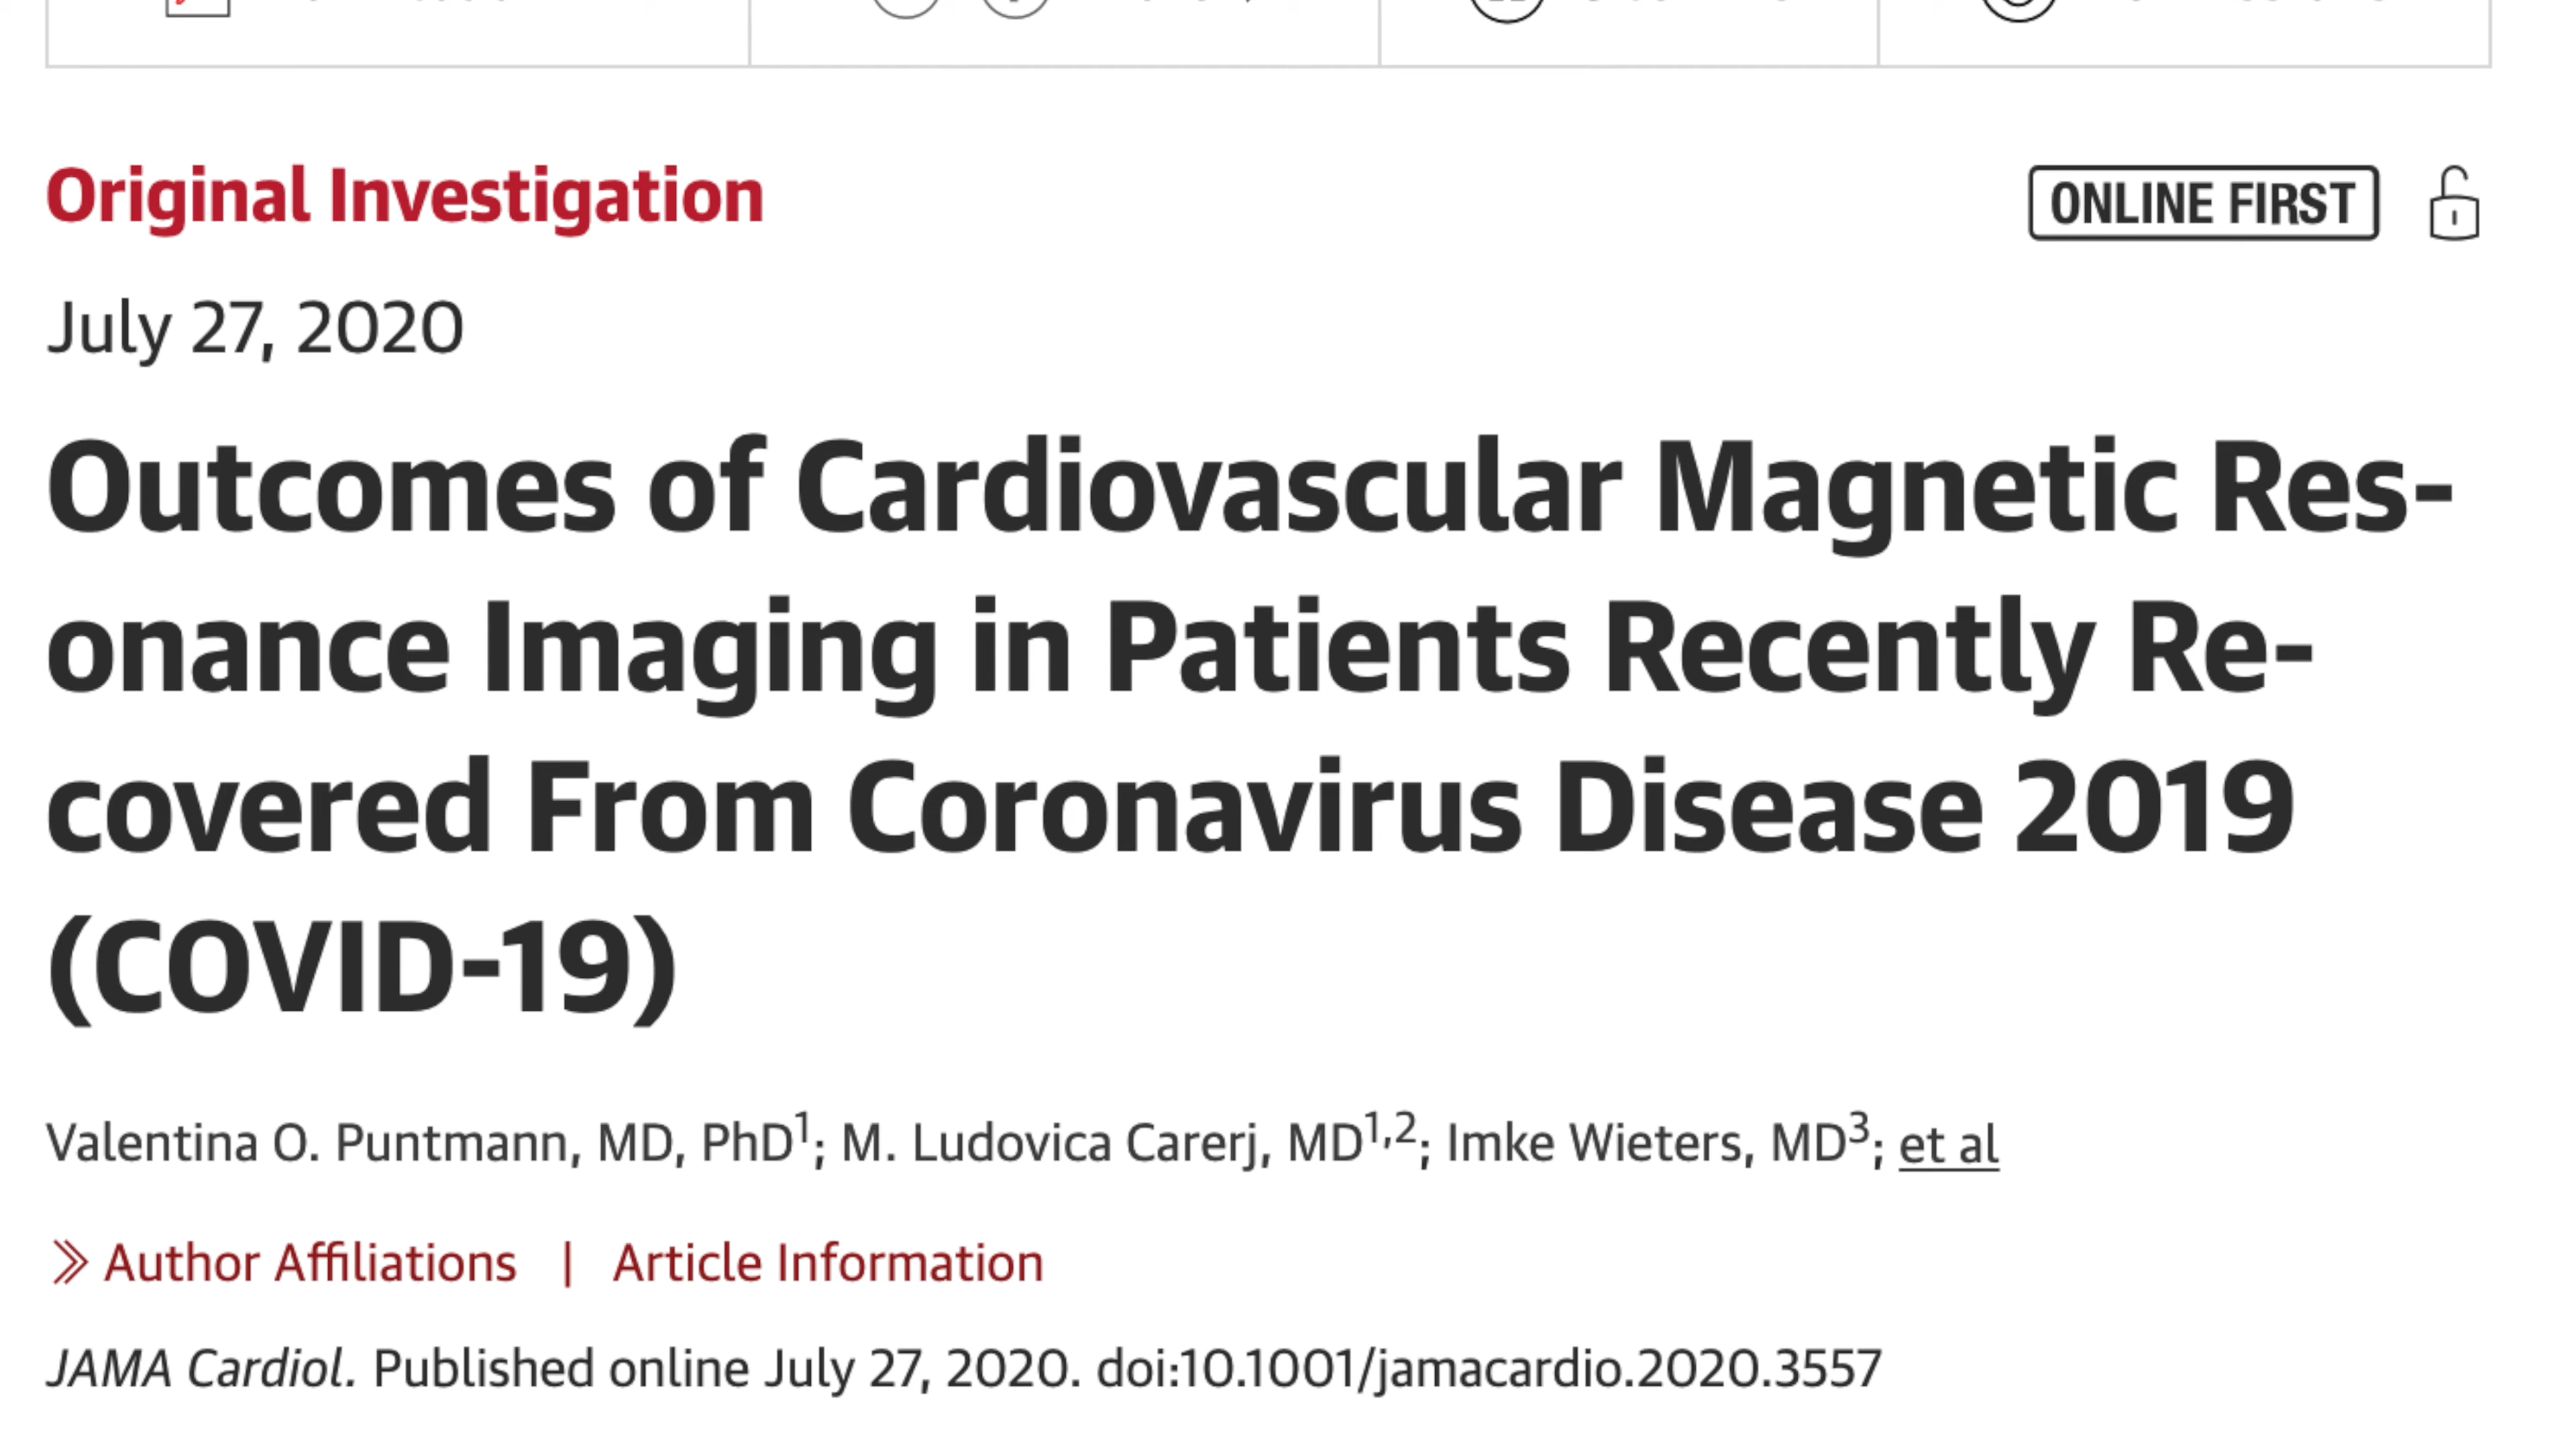 Original Investigation
ONLINE FIRST
July 27, 2020
Outcomes of Cardiovascular Magnetic Res-
onance Imaging in Patients Recently Re-
covered From Coronavirus Disease 2019
(COVID-19)
Valentina O. Puntmann, MD, PhD1; M. Ludovica Carerj, MD1,2; Imke Wieters, MD3; et al
Author Affiliations | Article Information
JAMA Cardiol. Published online July 27, 2020. doi:10.1001/jamacardio.2020.3557